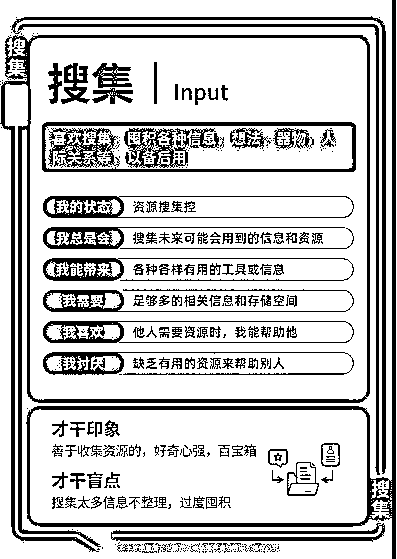 搜集
搜集 Input
喜欢搜集、囤积各种信息、想法、器物、人
际关系等，以备后用
我的状态 资源搜集控
我总是会 搜集未来可能会用到的信息和资源
我能带来 各种各样有用的工具或信息
我需要 足够多的相关信息和存储空间
我喜欢 他人需要资源时，我能帮助他
我讨厌 缺乏有用的资源来帮助别人
才干印象
善于收集资源的，好奇心强，百宝箱
才干盲点
搜集太多信息不整理，过度囤积
搜集